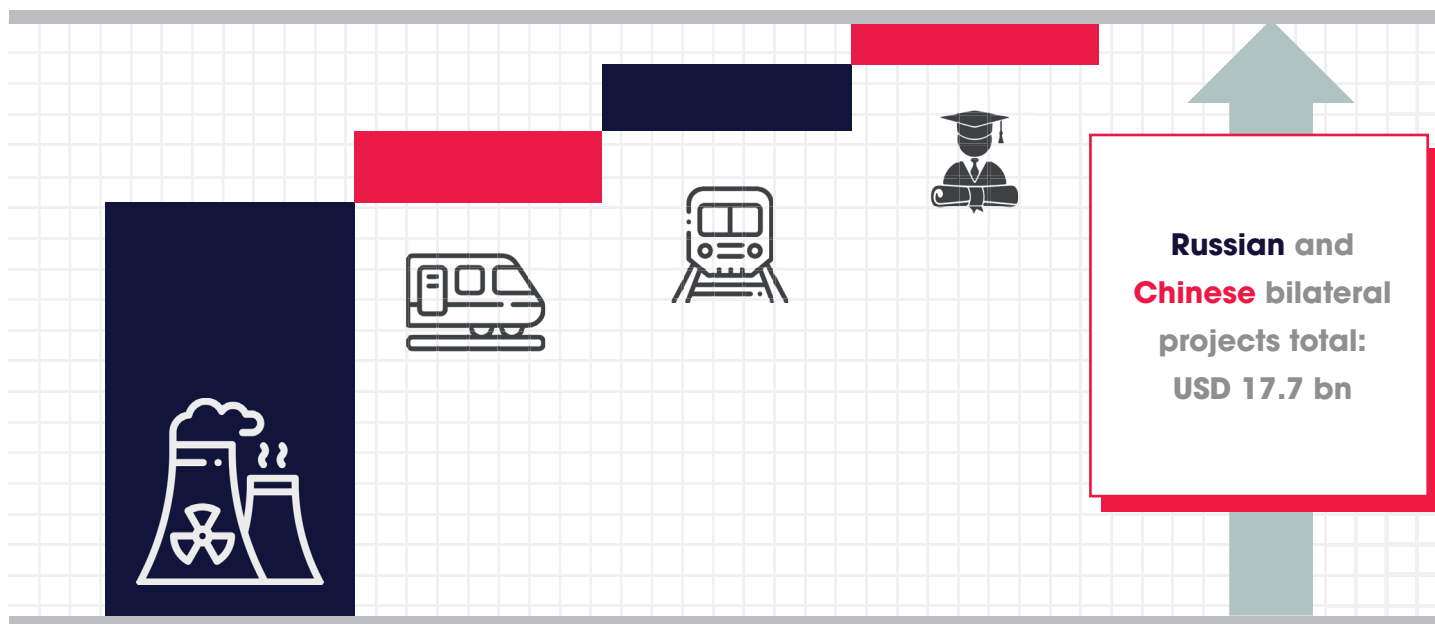 Russian and
Chinese bilateral
projects total:
USD 17.7 bn